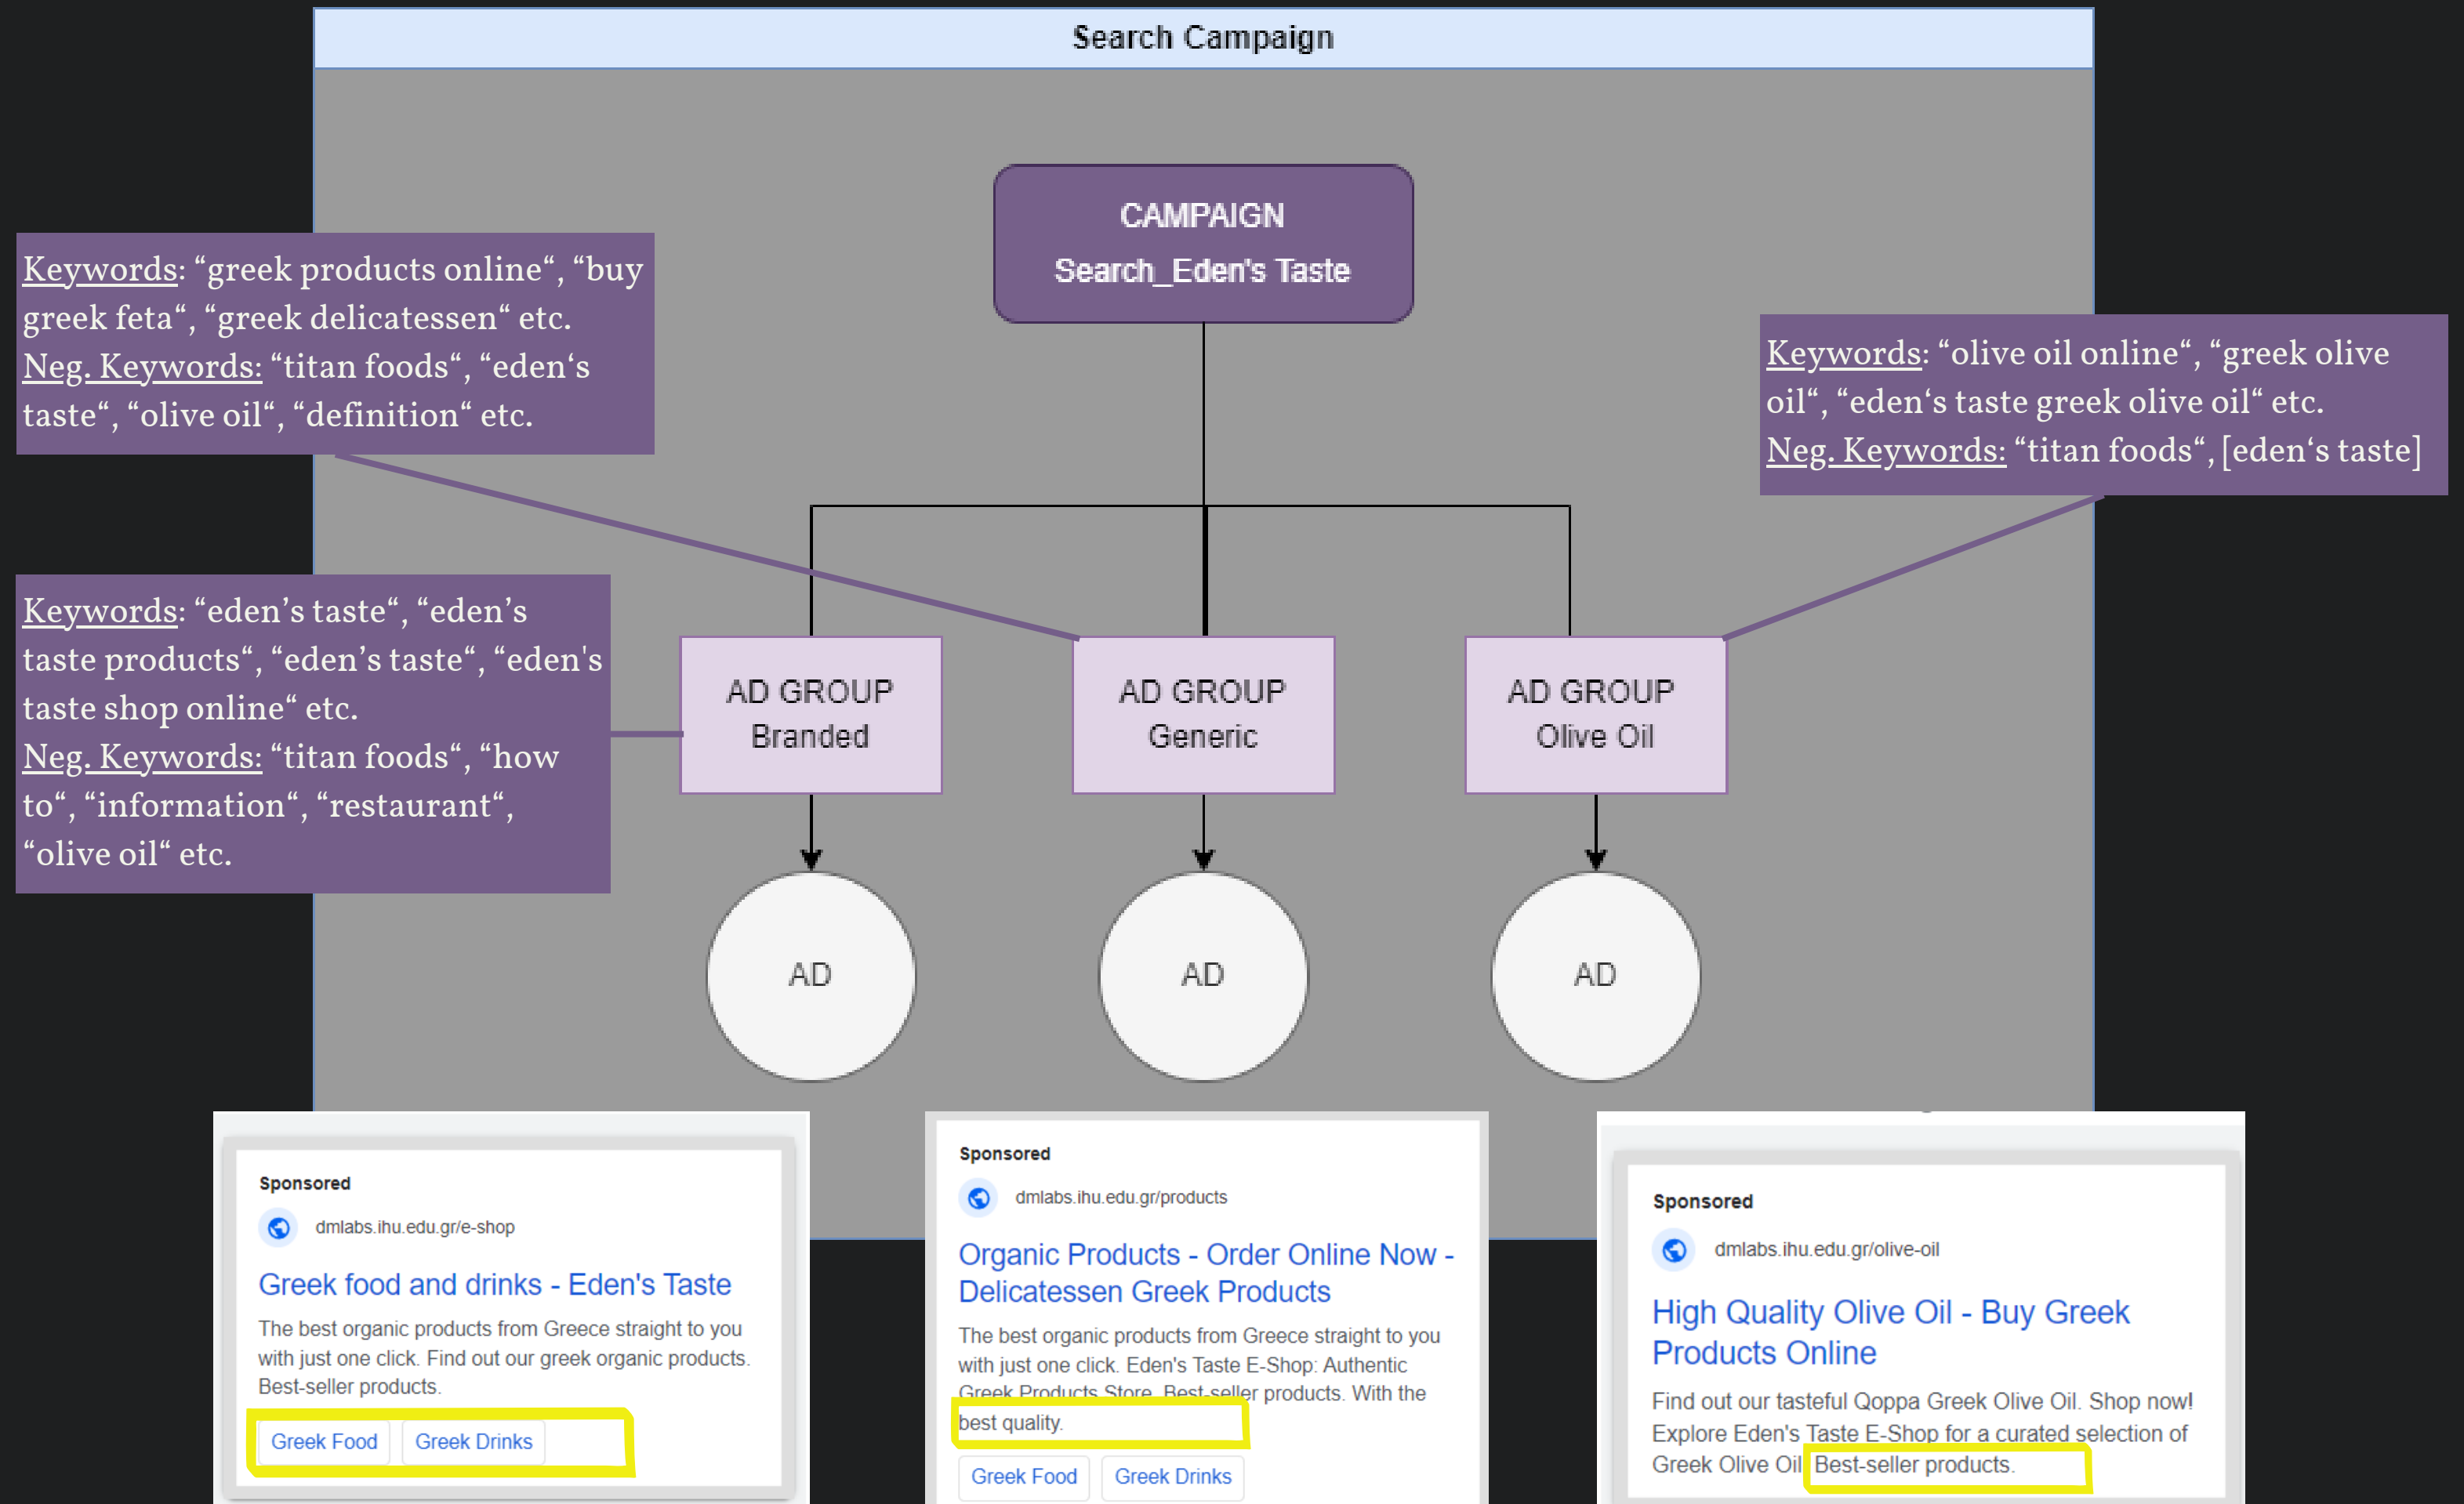 Search Campaign
CAMPAIGN
Search_Eden's Taste
Keywords: “greek products online“, “buy
greek feta“, “greek delicatessen“ etc.
Neg. Keywords: “titan foods“, “eden‘s
taste“, “olive oil“, “definition“ etc.
Keywords: “olive oil online“, “greek olive
oil“, “eden‘s taste greek olive oil“ etc.
Neg. Keywords: “titan foods“, [eden‘s taste]
Keywords: “eden’s taste“, “eden’s
taste products“, “eden’s taste“, “eden's
taste shop online“ etc.
Neg. Keywords: “titan foods“, “how
to“, “information“, “restaurant“,
“olive oil“ etc.
AD GROUP
Branded
AD GROUP
Generic
AD GROUP
Olive Oil
AD
AD
AD
Sponsored
dmlabs.ihu.edu.gr/e-shop
Greek food and drinks - Eden's Taste
The best organic products from Greece straight to you
with just one click. Find out our greek organic products.
Best-seller products.
Greek Food
Greek Drinks
Sponsored
dmlabs.ihu.edu.gr/products
Organic Products - Order Online Now -
Delicatessen Greek Products
The best organic products from Greece straight to you
with just one click. Eden's Taste E-Shop: Authentic
Greek Products Store. Best-seller products. With the
best quality.
Greek Food
Greek Drinks
Sponsored
dmlabs.ihu.edu.gr/olive-oil
High Quality Olive Oil - Buy Greek
Products Online
Find out our tasteful Qoppa Greek Olive Oil. Shop now!
Explore Eden's Taste E-Shop for a curated selection of
Greek Olive Oil Best-seller products.